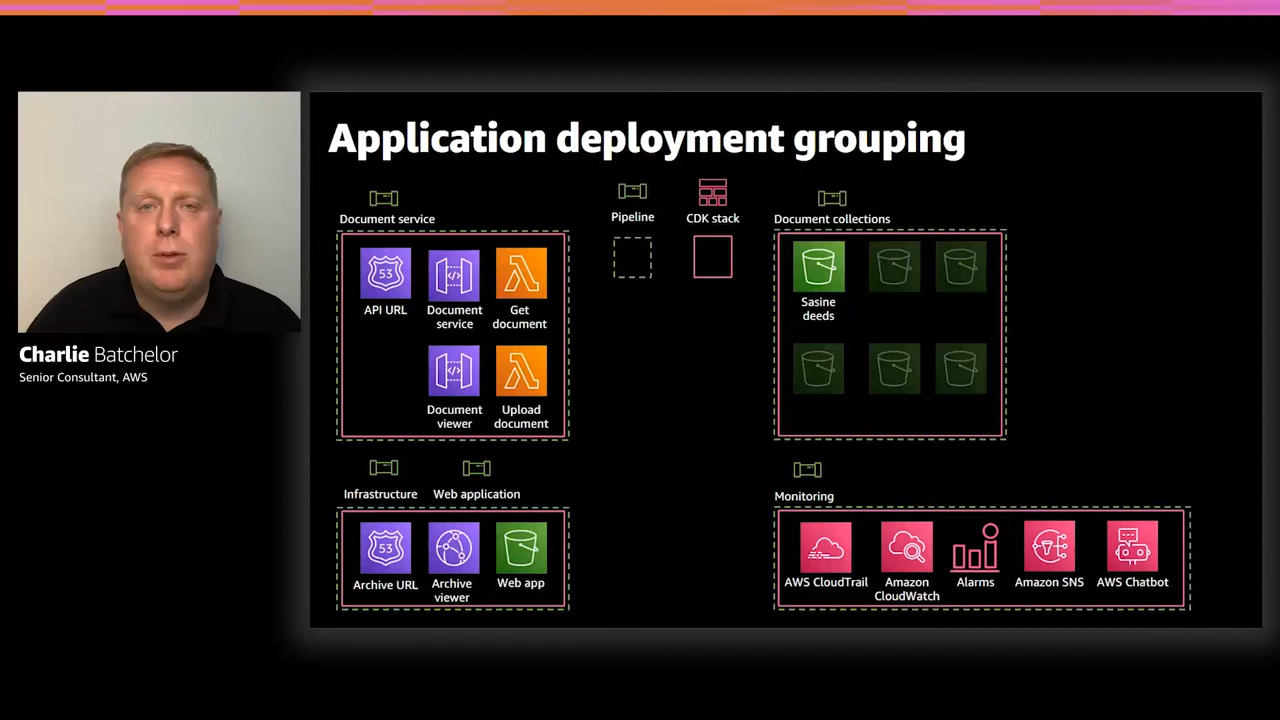 Application deployment grouping
Document service
53
API URL
Document
service
Get
document
Document
viewer
Upload
document
Pipeline
CDK stack
Document collections
Sasine
deeds
Charlie Batchelor
Senior Consultant, AWS
Infrastructure
Web application
53
Archive URL
Archive
viewer
Web app
Monitoring
AWS CloudTrail
Amazon
CloudWatch
Alarms
Amazon SNS
AWS Chatbot